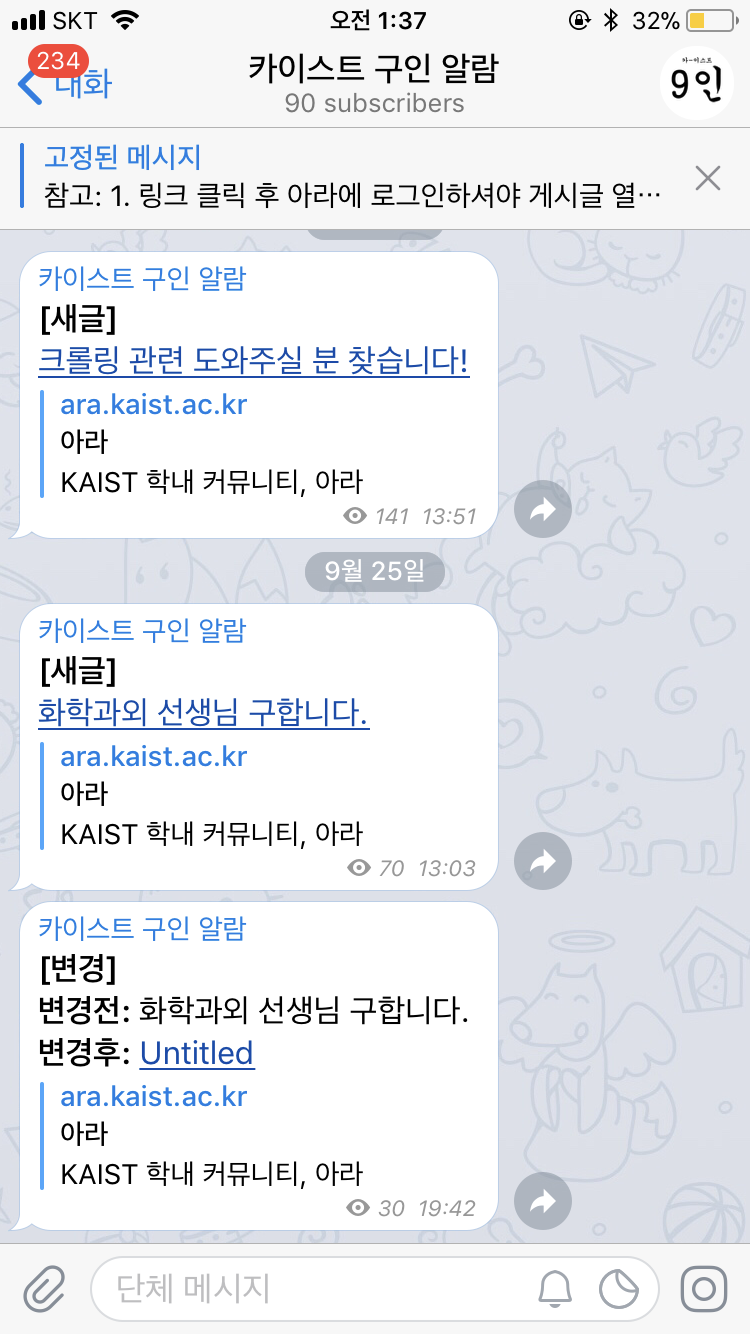 SKT 오전 1:37 32%
234
대화
카이스트 구인 알람
90 subscribers
9인
고정된 메시지
참고: 1. 링크 클릭 후 아라에 로그인하셔야 게시글 열…
카이스트 구인 알람
[새글]
크롤링 관련 도와주실 분 찾습니다!
ara.kaist.ac.kr
아라
KAIST 학내 커뮤니티, 아라
141 13:51
9월 25일
카이스트 구인 알람
[새글]
화학과외 선생님 구합니다.
ara.kaist.ac.kr
아라
KAIST 학내 커뮤니티, 아라
70 13:03
카이스트 구인 알람
[변경]
변경전: 화학과외 선생님 구합니다.
변경후: Untitled
ara.kaist.ac.kr
아라
KAIST 학내 커뮤니티, 아라
30 19:42
단체 메시지